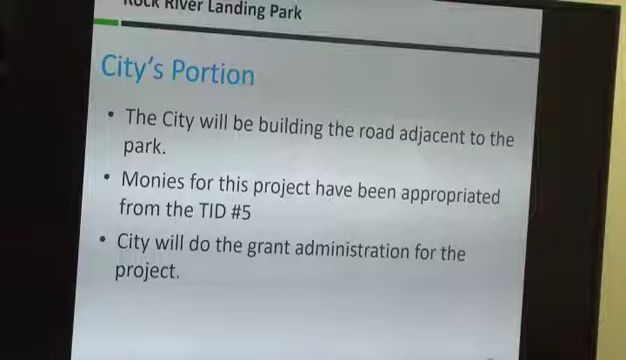 Rock River Landing Park
City's Portion
• The City will be building the road adjacent to the
park.
• Monies for this project have been appropriated
from the TID #5
• City will do the grant administration for the
project.